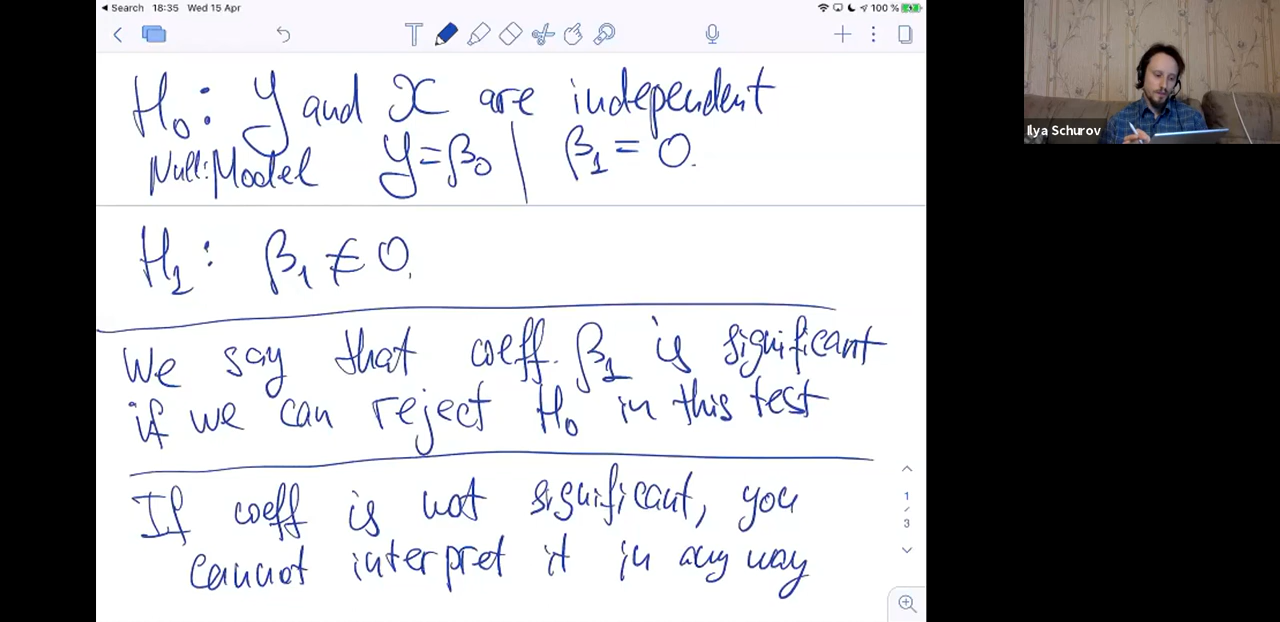 Search 18:35 Wed 15 Apr 100 %
T
H₀: y and x are independent
Null: Model y = β₀ | β₁ = 0.
H₁: β₁ ≠ 0.
We say that coeff. β₁ is significant
if we can reject H₀ in this test
If coeff is not significant, you
cannot interpret it in any way
1
/
3
Ilya Schurov